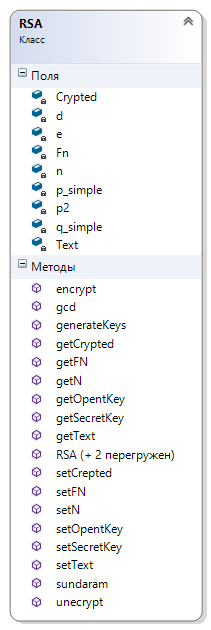 RSA
Класс
Поля
Crypted
d
e
Fn
n
p_simple
p2
q_simple
Text
Методы
encrypt
gcd
generateKeys
getCrypted
getFN
getN
getOpentKey
getSecretKey
getText
RSA (+ 2 перегружен)
setCrepted
setFN
setN
setOpentKey
setSecretKey
setText
sundaram
unecrypt